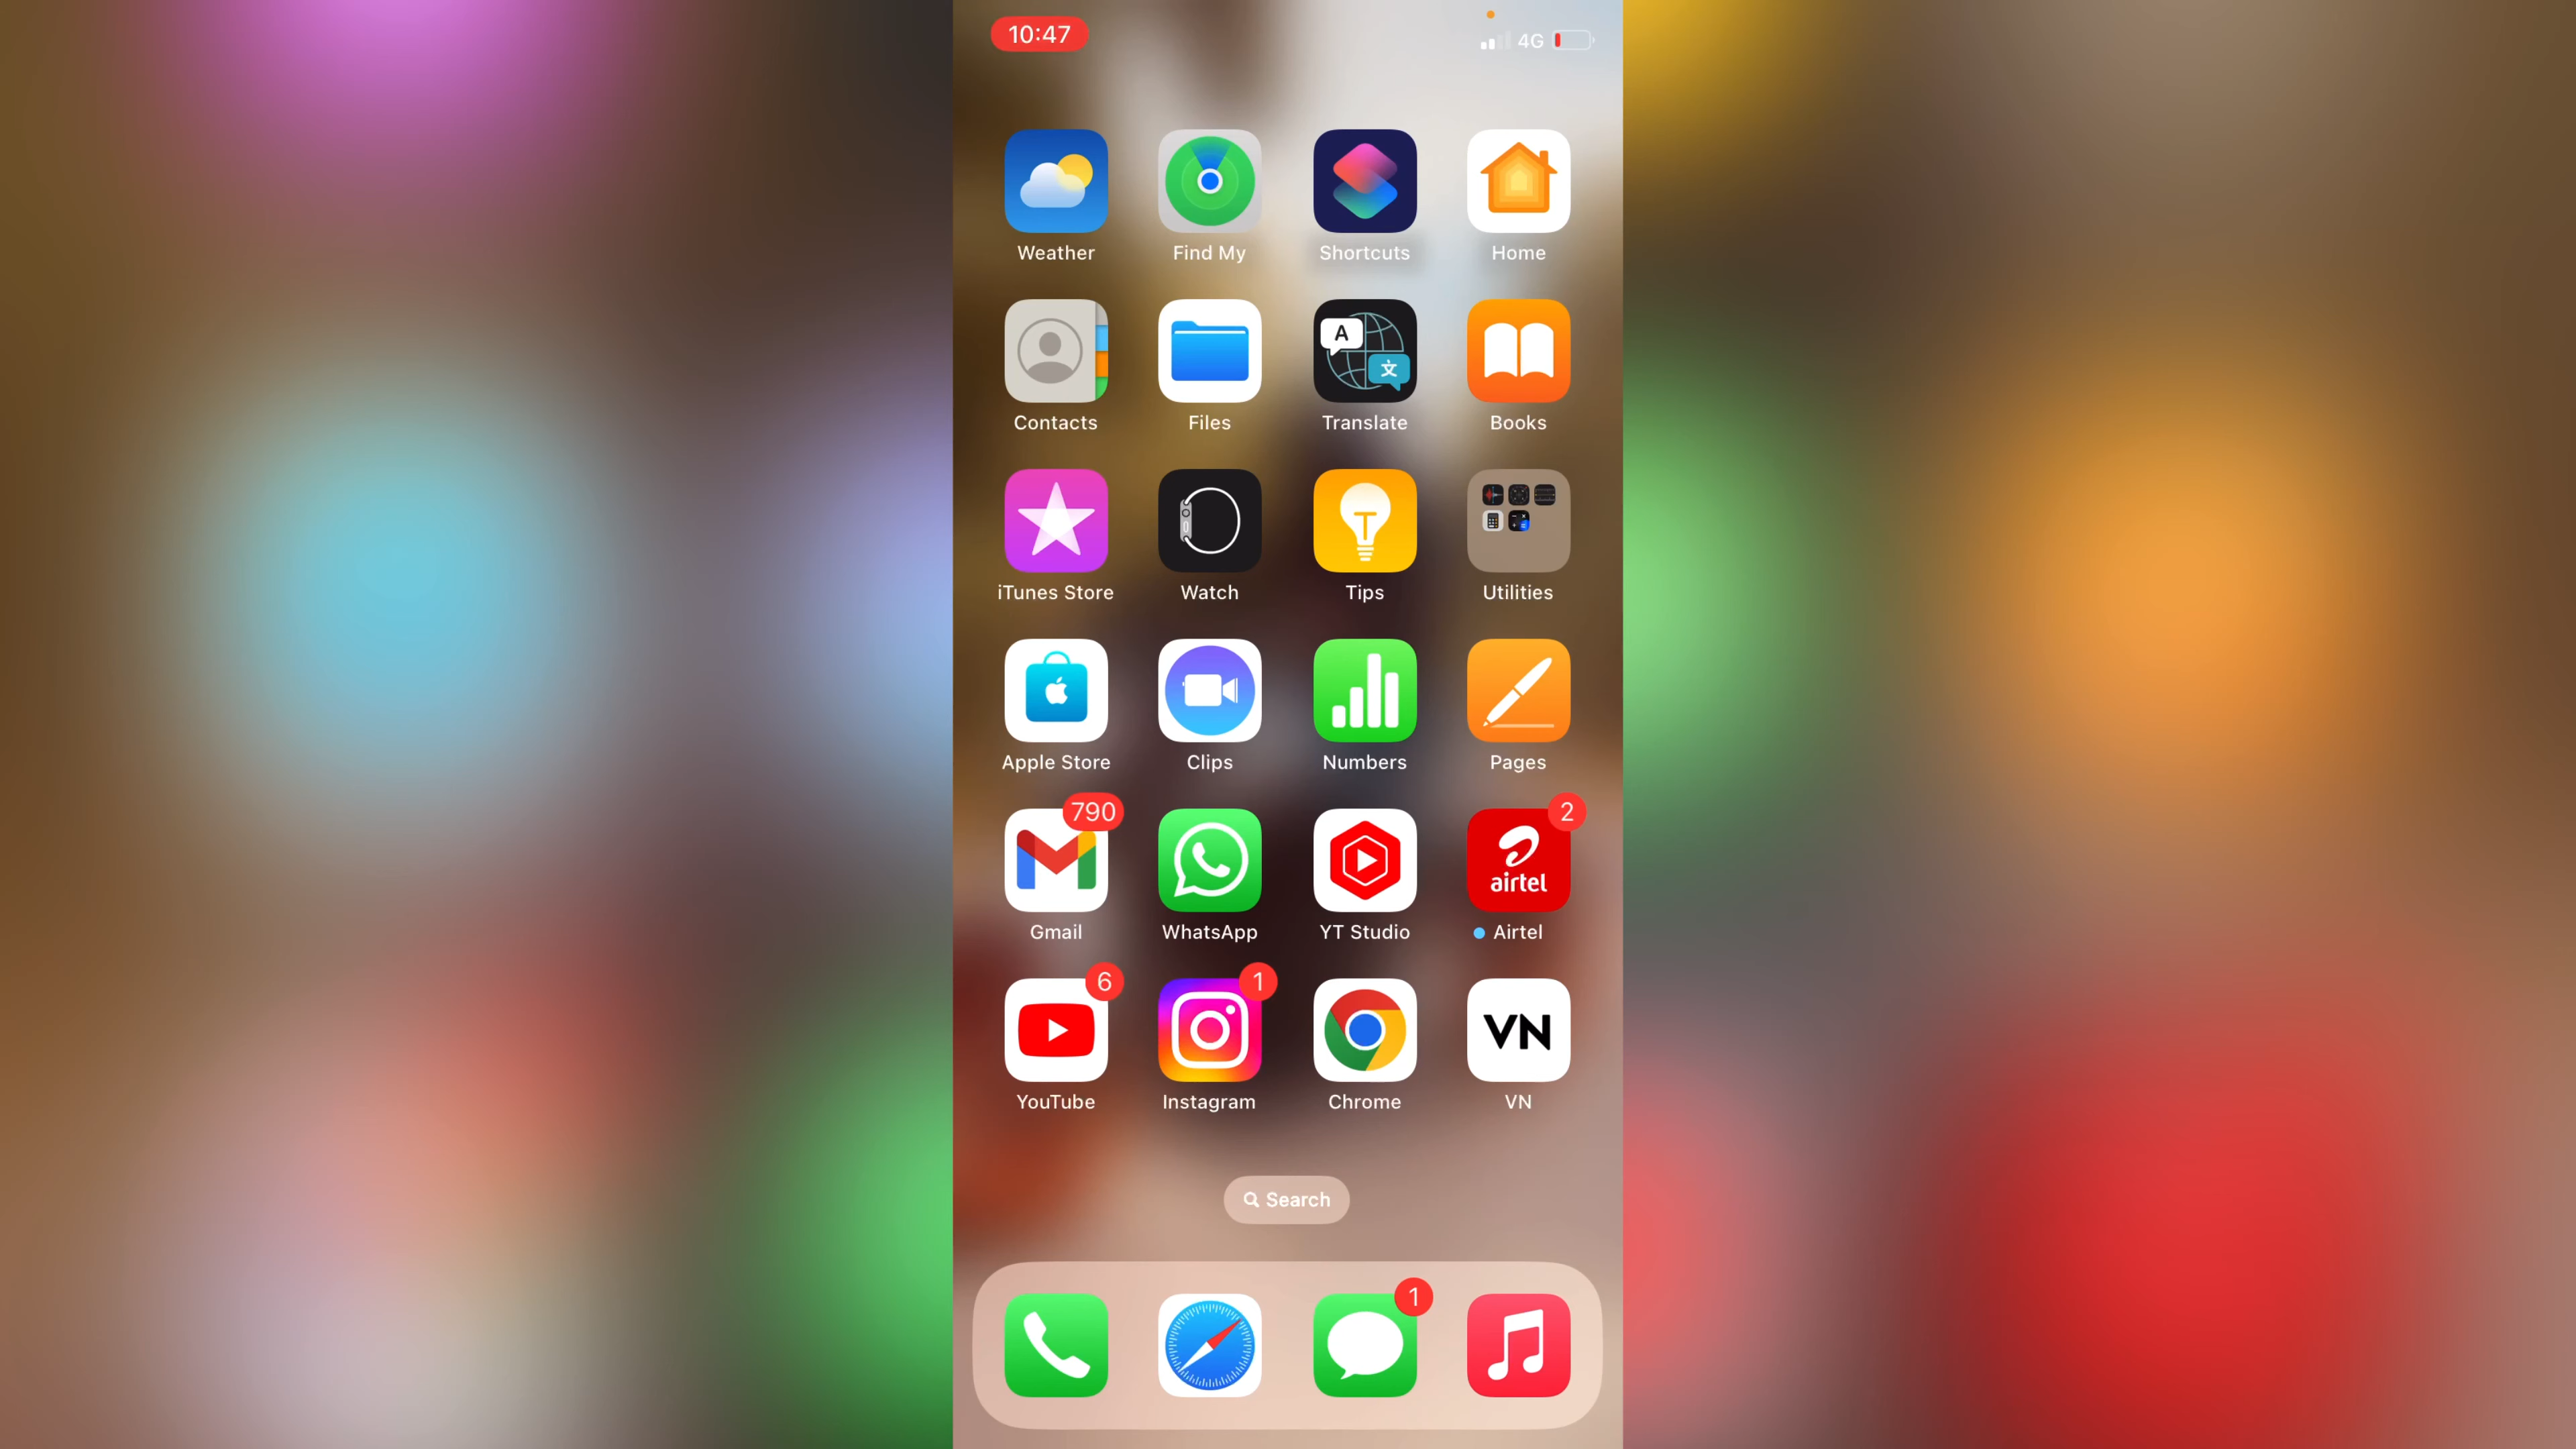 10:47
4G
Weather
Find My
Shortcuts
Home
A
文
Contacts
Files
Translate
Books
iTunes Store
Watch
Tips
Utilities
Apple Store
Clips
Numbers
Pages
790
2
airtel
Gmail
WhatsApp
YT Studio
Airtel
6
1
VN
YouTube
Instagram
Chrome
VN
Search
1